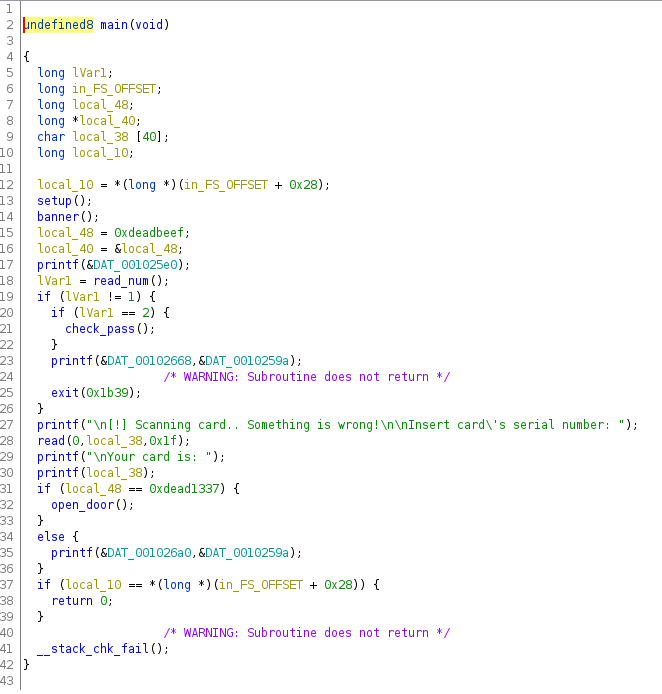 1
2 undefined8 main(void)
3
4 {
5 long lVar1;
6 long in_FS_OFFSET;
7 long local_48;
8 long *local_40;
9 char local_38 [40];
10 long local_10;
11
12 local_10 = *(long *)(in_FS_OFFSET + 0x28);
13 setup();
14 banner();
15 local_48 = 0xdeadbeef;
16 local_40 = &local_48;
17 printf(&DAT_001025e0);
18 lVar1 = read_num();
19 if (lVar1 != 1) {
20 if (lVar1 == 2) {
21 check_pass();
22 }
23 printf(&DAT_00102668,&DAT_0010259a);
24 /* WARNING: Subroutine does not return */
25 exit(0x1b39);
26 }
27 printf("\n[!] Scanning card.. Something is wrong!\n\nInsert card\'s serial number: ");
28 read(0,local_38,0x1f);
29 printf("\nYour card is: ");
30 printf(local_38);
31 if (local_48 == 0xdead1337) {
32 open_door();
33 }
34 else {
35 printf(&DAT_001026a0,&DAT_0010259a);
36 }
37 if (local_10 == *(long *)(in_FS_OFFSET + 0x28)) {
38 return 0;
39 }
40 /* WARNING: Subroutine does not return */
41 __stack_chk_fail();
42 }
43